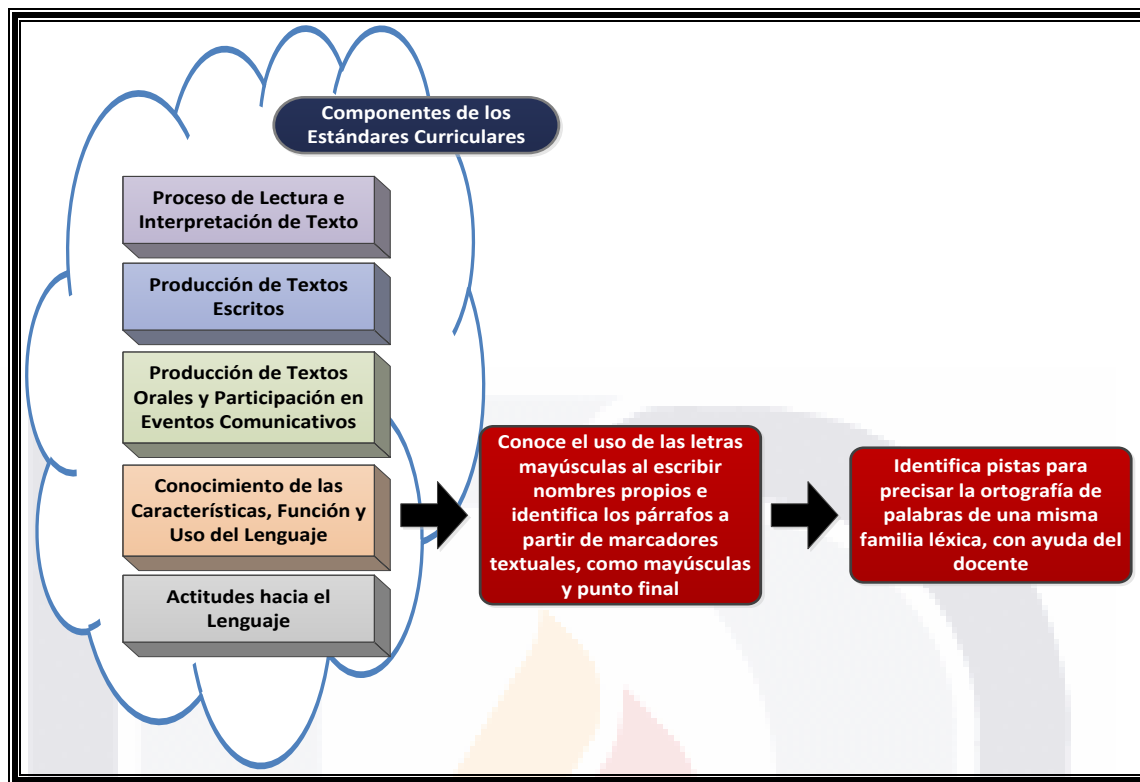 Componentes de los
Estándares Curriculares
Proceso de Lectura e
Interpretación de Texto
Producción de Textos
Escritos
Producción de Textos
Orales y Participación en
Eventos Comunicativos
Conocimiento de las
Características, Función y
Uso del Lenguaje
Actitudes hacia el
Lenguaje
Conoce el uso de las letras
mayúsculas al escribir
nombres propios e
identifica los párrafos a
partir de marcadores
textuales, como mayúsculas
y punto final
Identifica pistas para
precisar la ortografía de
palabras de una misma
familia léxica, con ayuda del
docente